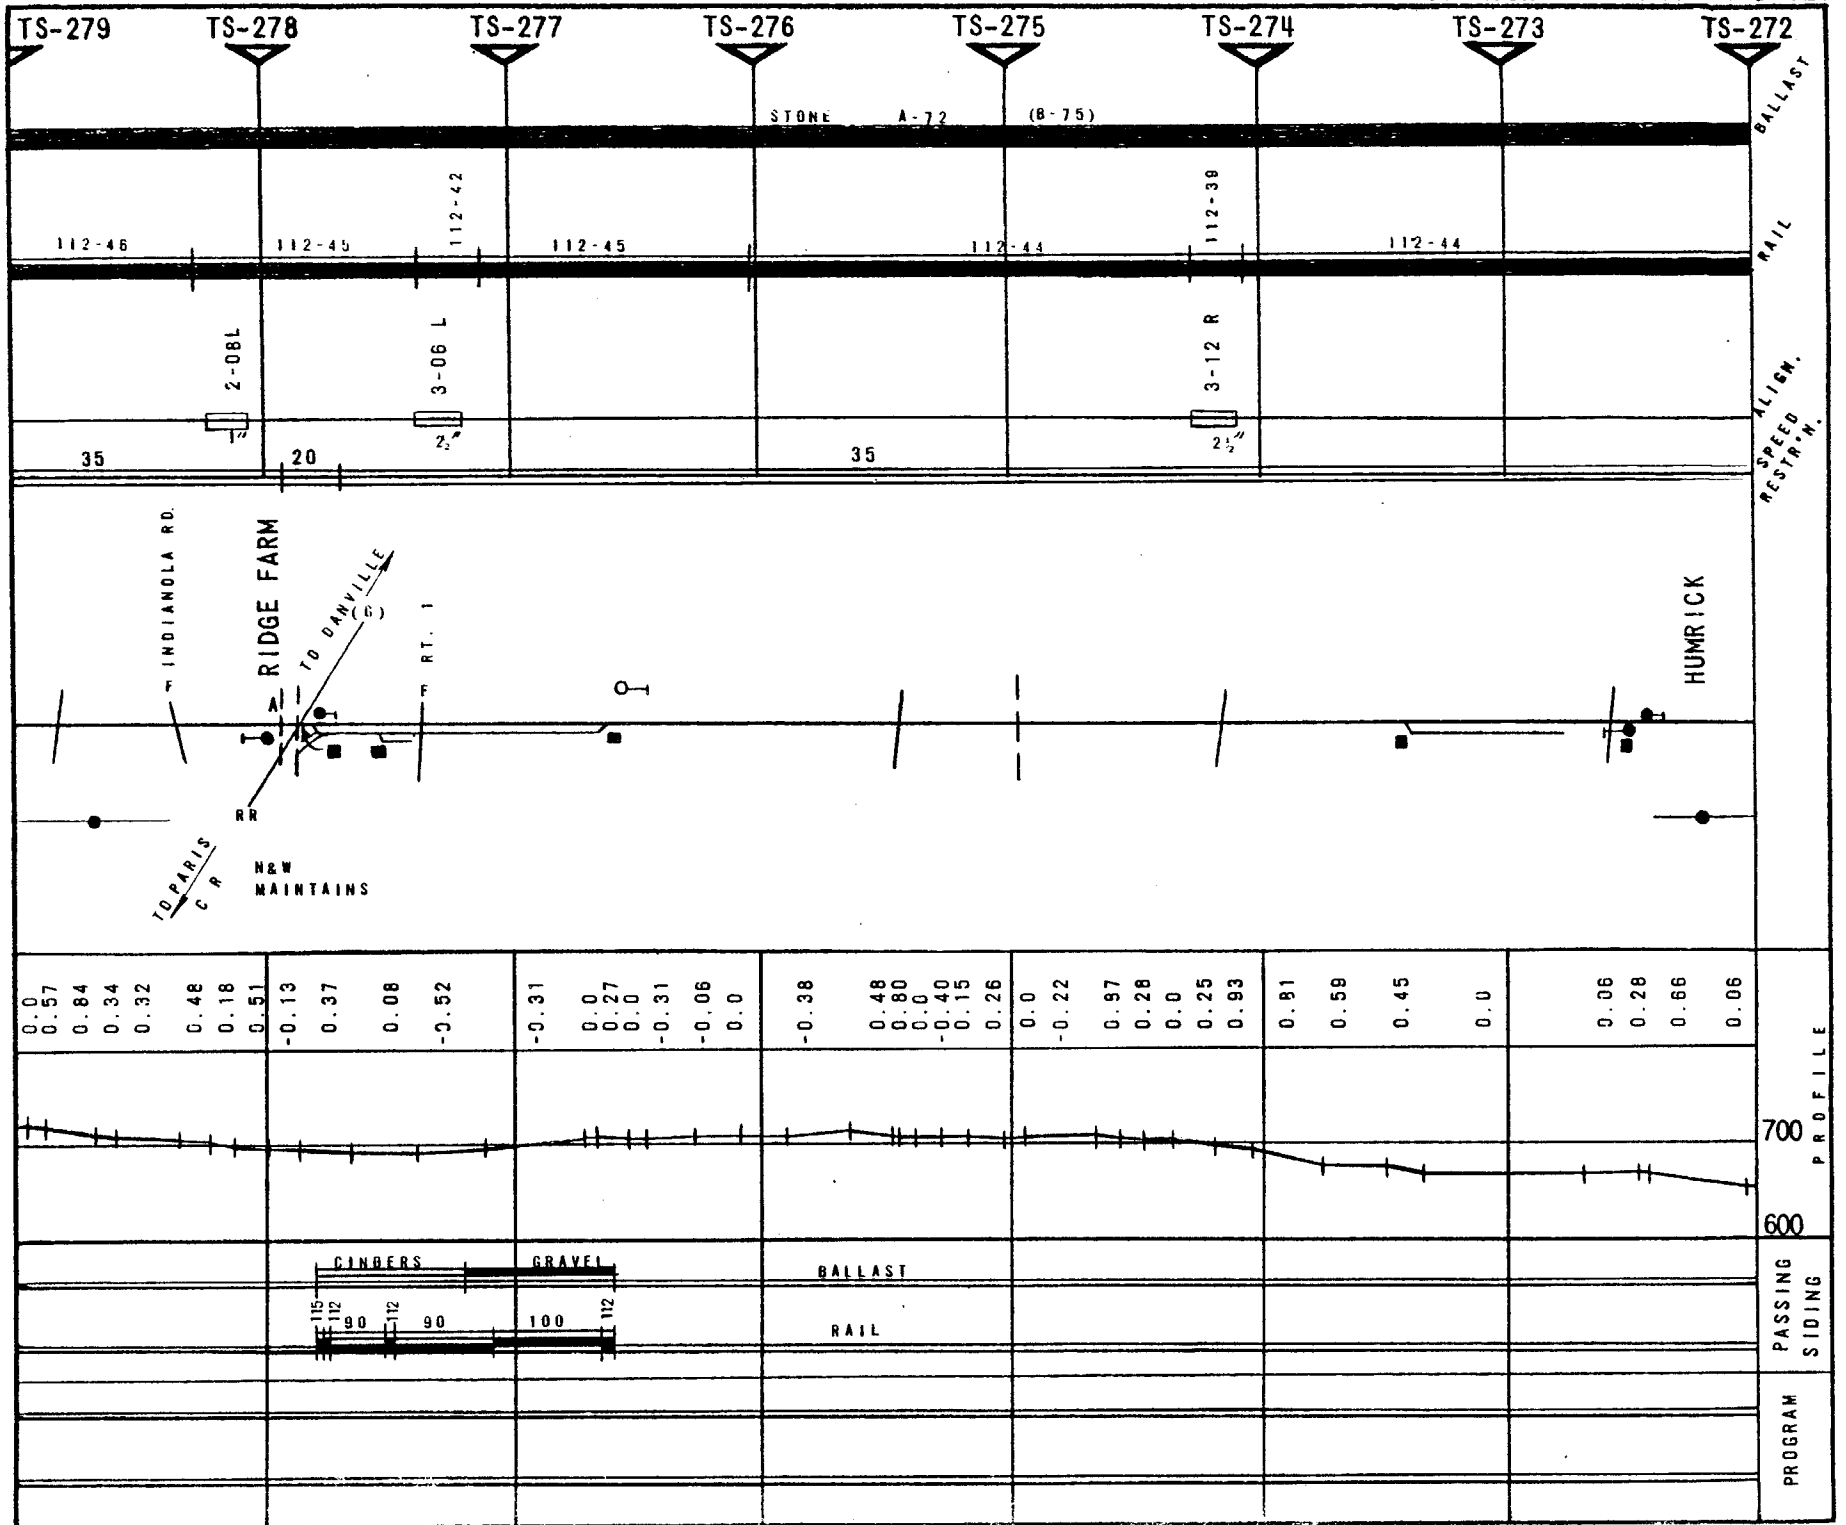 TS-279 TS-278 TS-277 TS-276 TS-275 TS-274 TS-273 TS-272
STONE A-72 (B-75)
BALLAST
112-46 112-45 112-42 112-45 112-44 112-39 112-44
RAIL
2-08L 3-06 L 3-12 R
1" 2½" 2½"
ALIGN.
35 20 35
SPEED
RESTR'N.
F INDIANOLA RD.
RIDGE FARM
A
TO DANVILLE
(6)
F RT. 1
HUMRICK
RR
TO PARIS
C R
N&W
MAINTAINS
0.0 0.57 0.84 0.34 0.32 0.48 0.18 0.51 -0.13 0.37 0.08 -0.52 -0.31 0.0 0.27 0.0 -0.31 -0.06 0.0 -0.38 0.48 0.80 0.0 -0.40 0.15 0.26 0.0 -0.22 0.97 0.28 0.0 0.25 0.93 0.81 0.59 0.45 0.0 0.06 0.28 0.66 0.06
PROFILE
700
600
CINDERS GRAVEL BALLAST
115 112 90 112 90 100 112 RAIL
PASSING
SIDING
PROGRAM